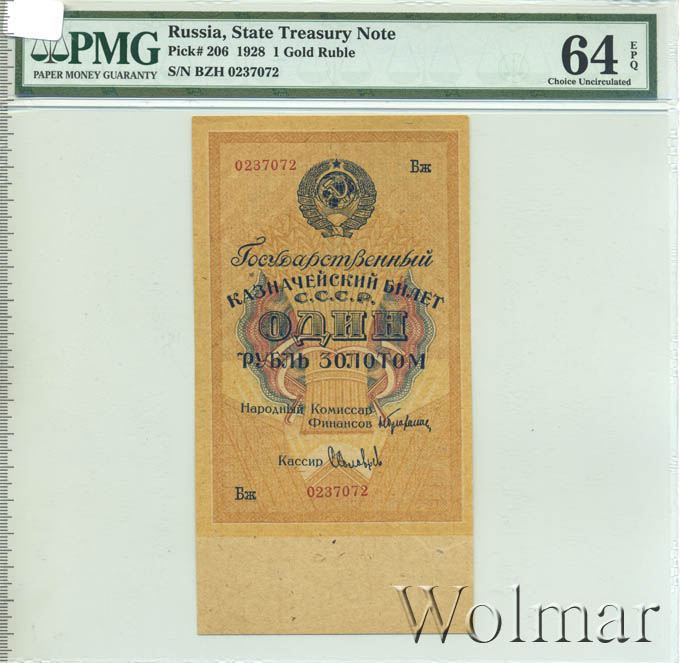 PMG
PAPER MONEY GUARANTY
Russia, State Treasury Note
Pick# 206 1928 1 Gold Ruble
S/N BZH 0237072
64 EPQ
Choice Uncirculated
0237072 Бж
Государственный
КАЗНАЧЕЙСКИЙ БИЛЕТ
С.С.С.Р.
ОДИН
РУБЛЬ ЗОЛОТОМ
Народный Комиссар
Финансов
Кассир
Бж 0237072
Wolmar